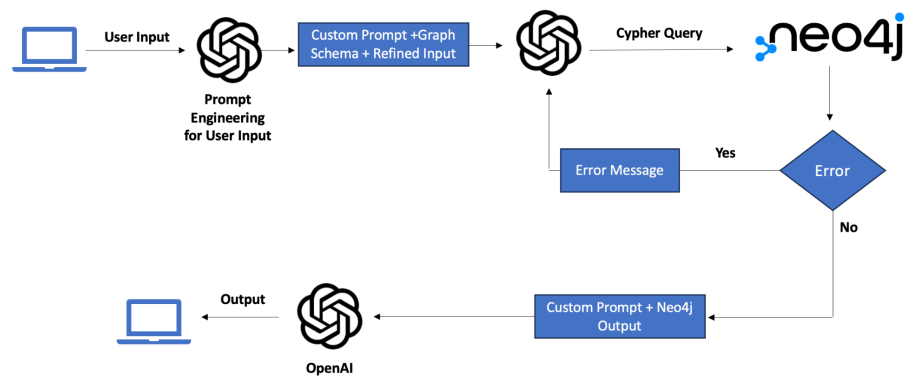 User Input
Prompt
Engineering
for User Input
Custom Prompt +Graph
Schema + Refined Input
Cypher Query
neo4j
Error
Yes
Error Message
No
Custom Prompt + Neo4j
Output
OpenAI
Output